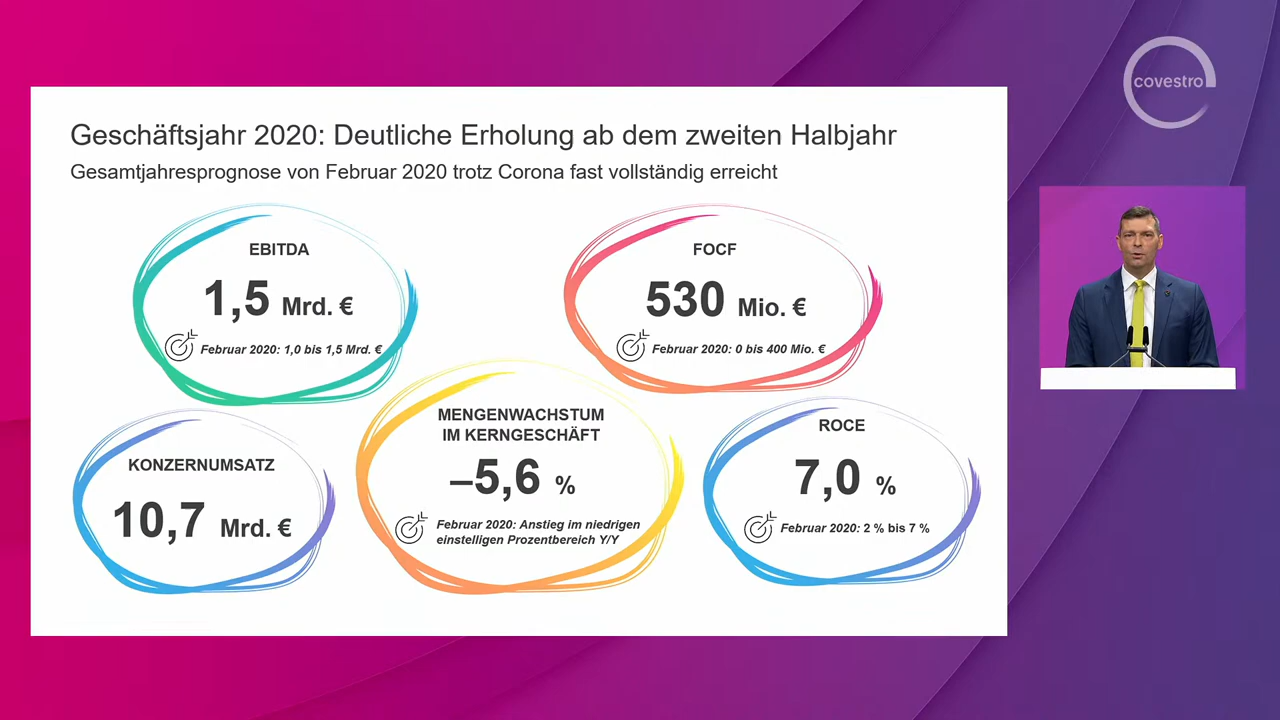 covestro
Geschäftsjahr 2020: Deutliche Erholung ab dem zweiten Halbjahr
Gesamtjahresprognose von Februar 2020 trotz Corona fast vollständig erreicht
EBITDA
1,5 Mrd. €
Februar 2020: 1,0 bis 1,5 Mrd. €
FOCF
530 Mio. €
Februar 2020: 0 bis 400 Mio. €
KONZERNUMSATZ
10,7 Mrd. €
MENGENWACHSTUM
IM KERNGESCHÄFT
–5,6 %
Februar 2020: Anstieg im niedrigen
einstelligen Prozentbereich Y/Y
ROCE
7,0 %
Februar 2020: 2 % bis 7 %